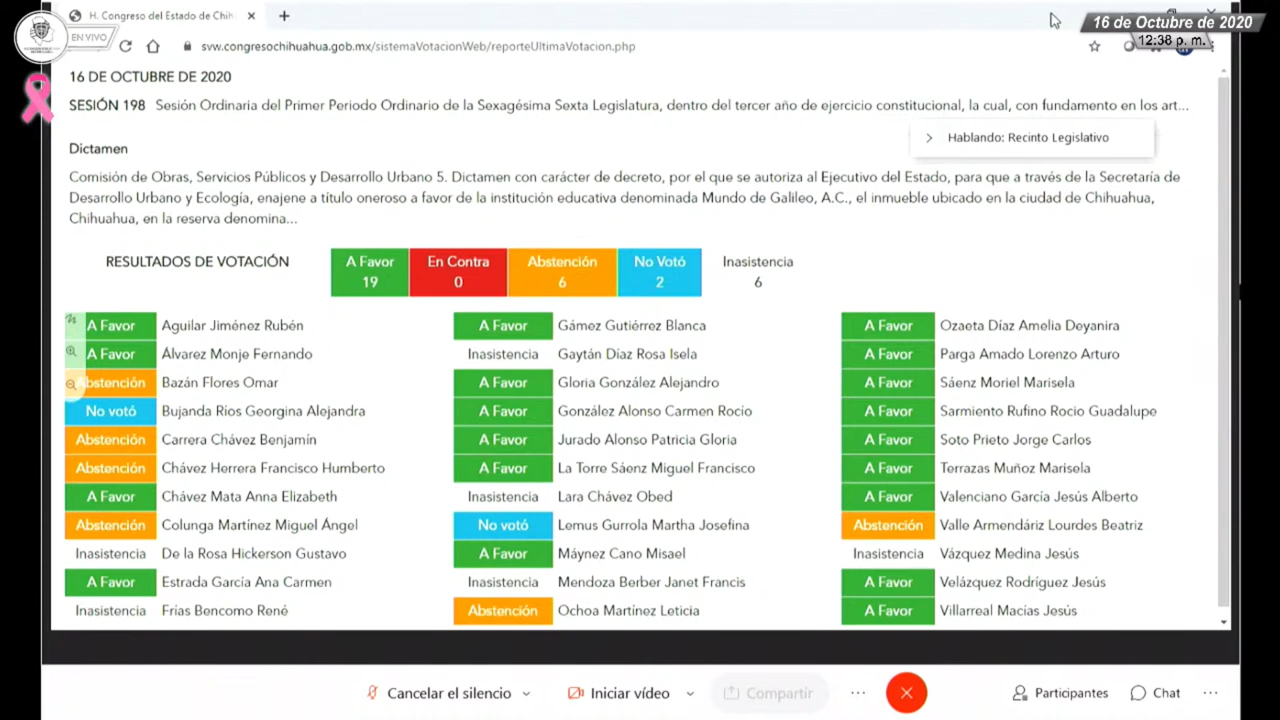 H. Congreso del Estado de Chih
EN VIVO
16 de Octubre de 2020
12:38 p. m.
svw.congresochihuahua.gob.mx/sistemaVotacionWeb/reporteUltimaVotacion.php
16 DE OCTUBRE DE 2020
SESIÓN 198 Sesión Ordinaria del Primer Periodo Ordinario de la Sexagésima Sexta Legislatura, dentro del tercer año de ejercicio constitucional, la cual, con fundamento en los art...
Hablando: Recinto Legislativo
Dictamen
Comisión de Obras, Servicios Públicos y Desarrollo Urbano 5. Dictamen con carácter de decreto, por el que se autoriza al Ejecutivo del Estado, para que a través de la Secretaría de
Desarrollo Urbano y Ecología, enajene a título oneroso a favor de la institución educativa denominada Mundo de Galileo, A.C., el inmueble ubicado en la ciudad de Chihuahua,
Chihuahua, en la reserva denomina...
RESULTADOS DE VOTACIÓN A Favor En Contra Abstención No Votó Inasistencia
19 0 6 2 6
A Favor Aguilar Jiménez Rubén A Favor Gámez Gutiérrez Blanca A Favor Ozaeta Díaz Amelia Deyanira
A Favor Álvarez Monje Fernando Inasistencia Gaytán Díaz Rosa Isela A Favor Parga Amado Lorenzo Arturo
Abstención Bazán Flores Omar A Favor Gloria González Alejandro A Favor Sáenz Moriel Marisela
No votó Bujanda Ríos Georgina Alejandra A Favor González Alonso Carmen Rocío A Favor Sarmiento Rufino Rocio Guadalupe
Abstención Carrera Chávez Benjamín A Favor Jurado Alonso Patricia Gloria A Favor Soto Prieto Jorge Carlos
Abstención Chávez Herrera Francisco Humberto A Favor La Torre Sáenz Miguel Francisco A Favor Terrazas Muñoz Marisela
A Favor Chávez Mata Anna Elizabeth Inasistencia Lara Chávez Obed A Favor Valenciano García Jesús Alberto
Abstención Colunga Martínez Miguel Ángel No votó Lemus Gurrola Martha Josefina Abstención Valle Armendáriz Lourdes Beatriz
Inasistencia De la Rosa Hickerson Gustavo A Favor Máynez Cano Misael Inasistencia Vázquez Medina Jesús
A Favor Estrada García Ana Carmen Inasistencia Mendoza Berber Janet Francis A Favor Velázquez Rodríguez Jesús
Inasistencia Frías Bencomo René Abstención Ochoa Martínez Leticia A Favor Villarreal Macías Jesús
Cancelar el silencio Iniciar vídeo Compartir Participantes Chat